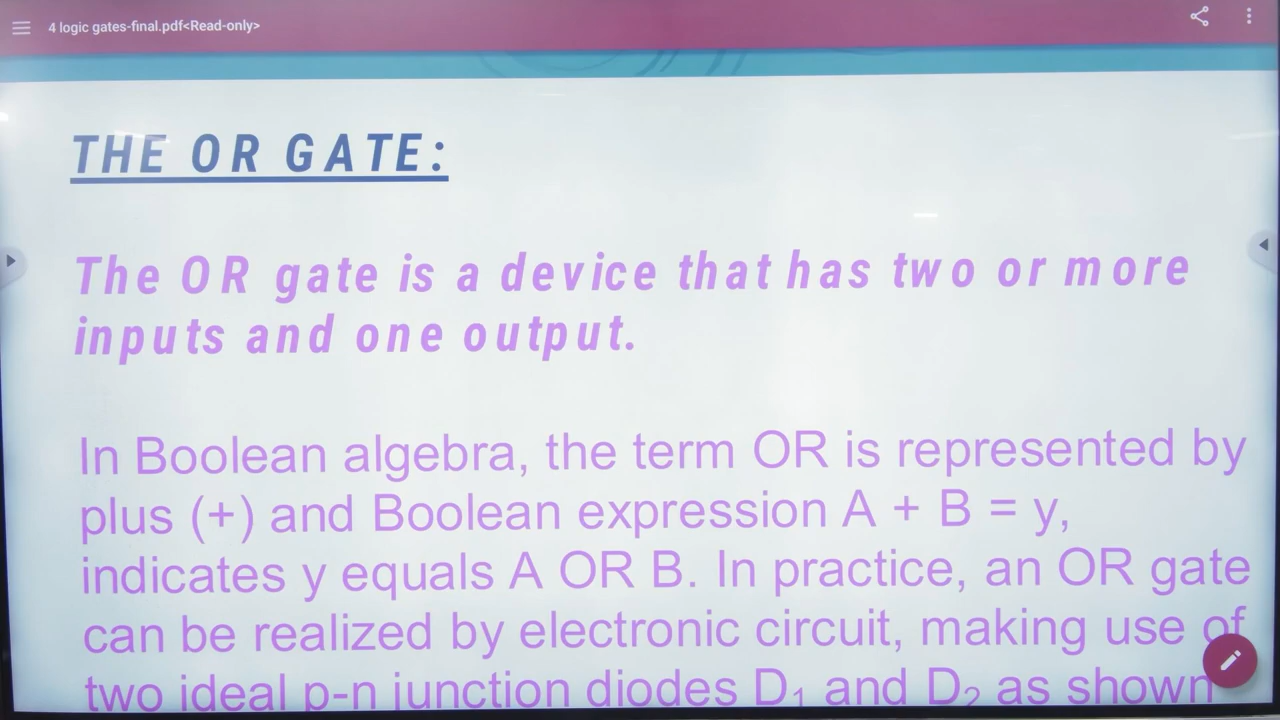 4 logic gates-final.pdf<Read-only>
THE OR GATE:
The OR gate is a device that has two or more
inputs and one output.
In Boolean algebra, the term OR is represented by
plus (+) and Boolean expression A + B = y,
indicates y equals A OR B. In practice, an OR gate
can be realized by electronic circuit, making use of
two ideal p-n junction diodes D₁ and D₂ as shown